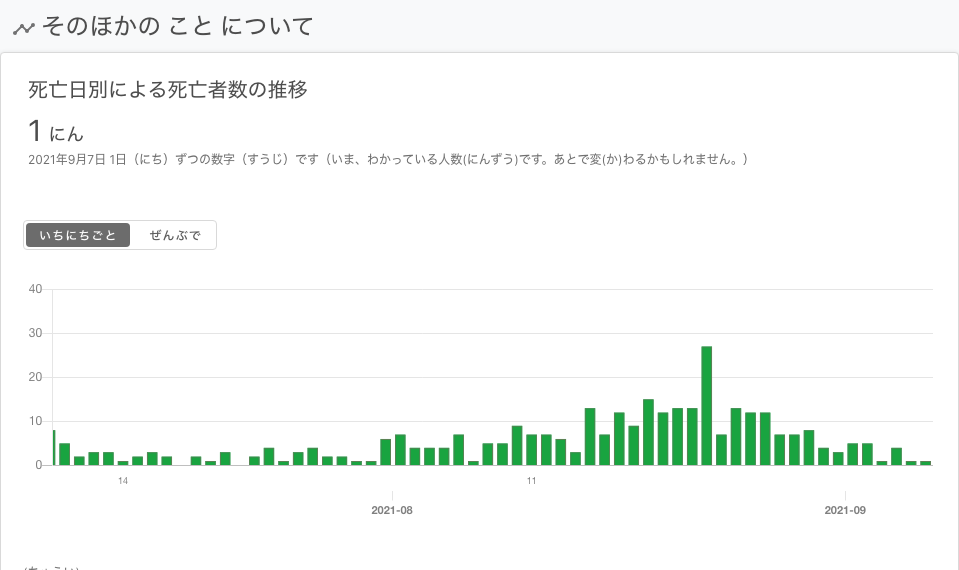 そのほかの こと について
死亡日別による死亡者数の推移
1 にん
2021年9月7日 1日（にち）ずつの数字（すうじ）です（いま、わかっている人数(にんずう)です。あとで変(か)わるかもしれません。）
いちにちごと ぜんぶで
40
30
20
10
0
14 11
2021-08 2021-09